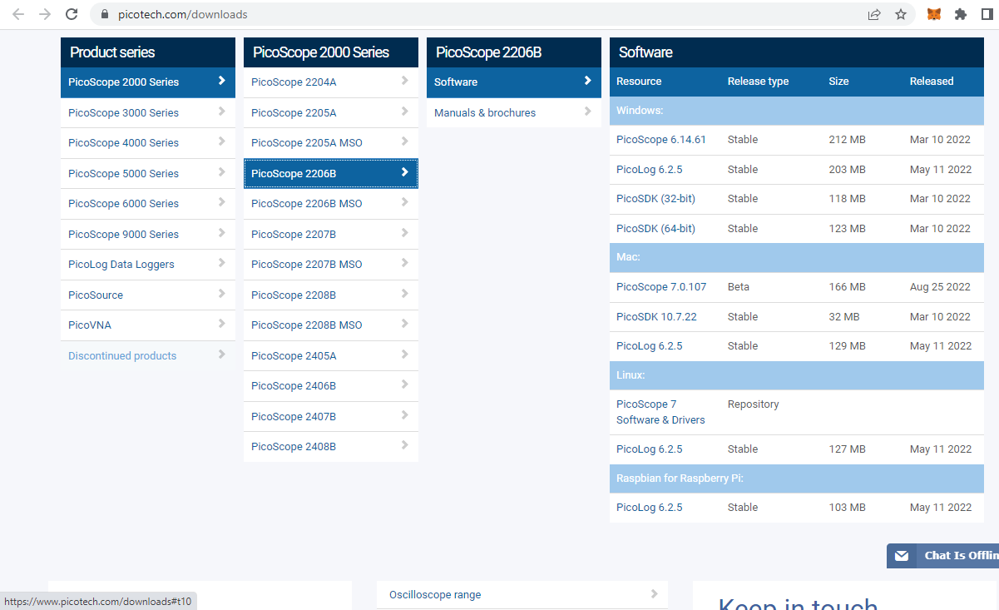 picotech.com/downloads
Product series
PicoScope 2000 Series
PicoScope 3000 Series
PicoScope 4000 Series
PicoScope 5000 Series
PicoScope 6000 Series
PicoScope 9000 Series
PicoLog Data Loggers
PicoSource
PicoVNA
Discontinued products
PicoScope 2000 Series
PicoScope 2204A
PicoScope 2205A
PicoScope 2205A MSO
PicoScope 2206B
PicoScope 2206B MSO
PicoScope 2207B
PicoScope 2207B MSO
PicoScope 2208B
PicoScope 2208B MSO
PicoScope 2405A
PicoScope 2406B
PicoScope 2407B
PicoScope 2408B
PicoScope 2206B
Software
Manuals & brochures
Software
Resource Release type Size Released
Windows:
PicoScope 6.14.61 Stable 212 MB Mar 10 2022
PicoLog 6.2.5 Stable 203 MB May 11 2022
PicoSDK (32-bit) Stable 118 MB Mar 10 2022
PicoSDK (64-bit) Stable 123 MB Mar 10 2022
Mac:
PicoScope 7.0.107 Beta 166 MB Aug 25 2022
PicoSDK 10.7.22 Stable 32 MB Mar 10 2022
PicoLog 6.2.5 Stable 129 MB May 11 2022
Linux:
PicoScope 7 Repository
Software & Drivers
PicoLog 6.2.5 Stable 127 MB May 11 2022
Raspbian for Raspberry Pi:
PicoLog 6.2.5 Stable 103 MB May 11 2022
Chat Is Offlin
Oscilloscope range
Keep in touch
https://www.picotech.com/downloads#t10